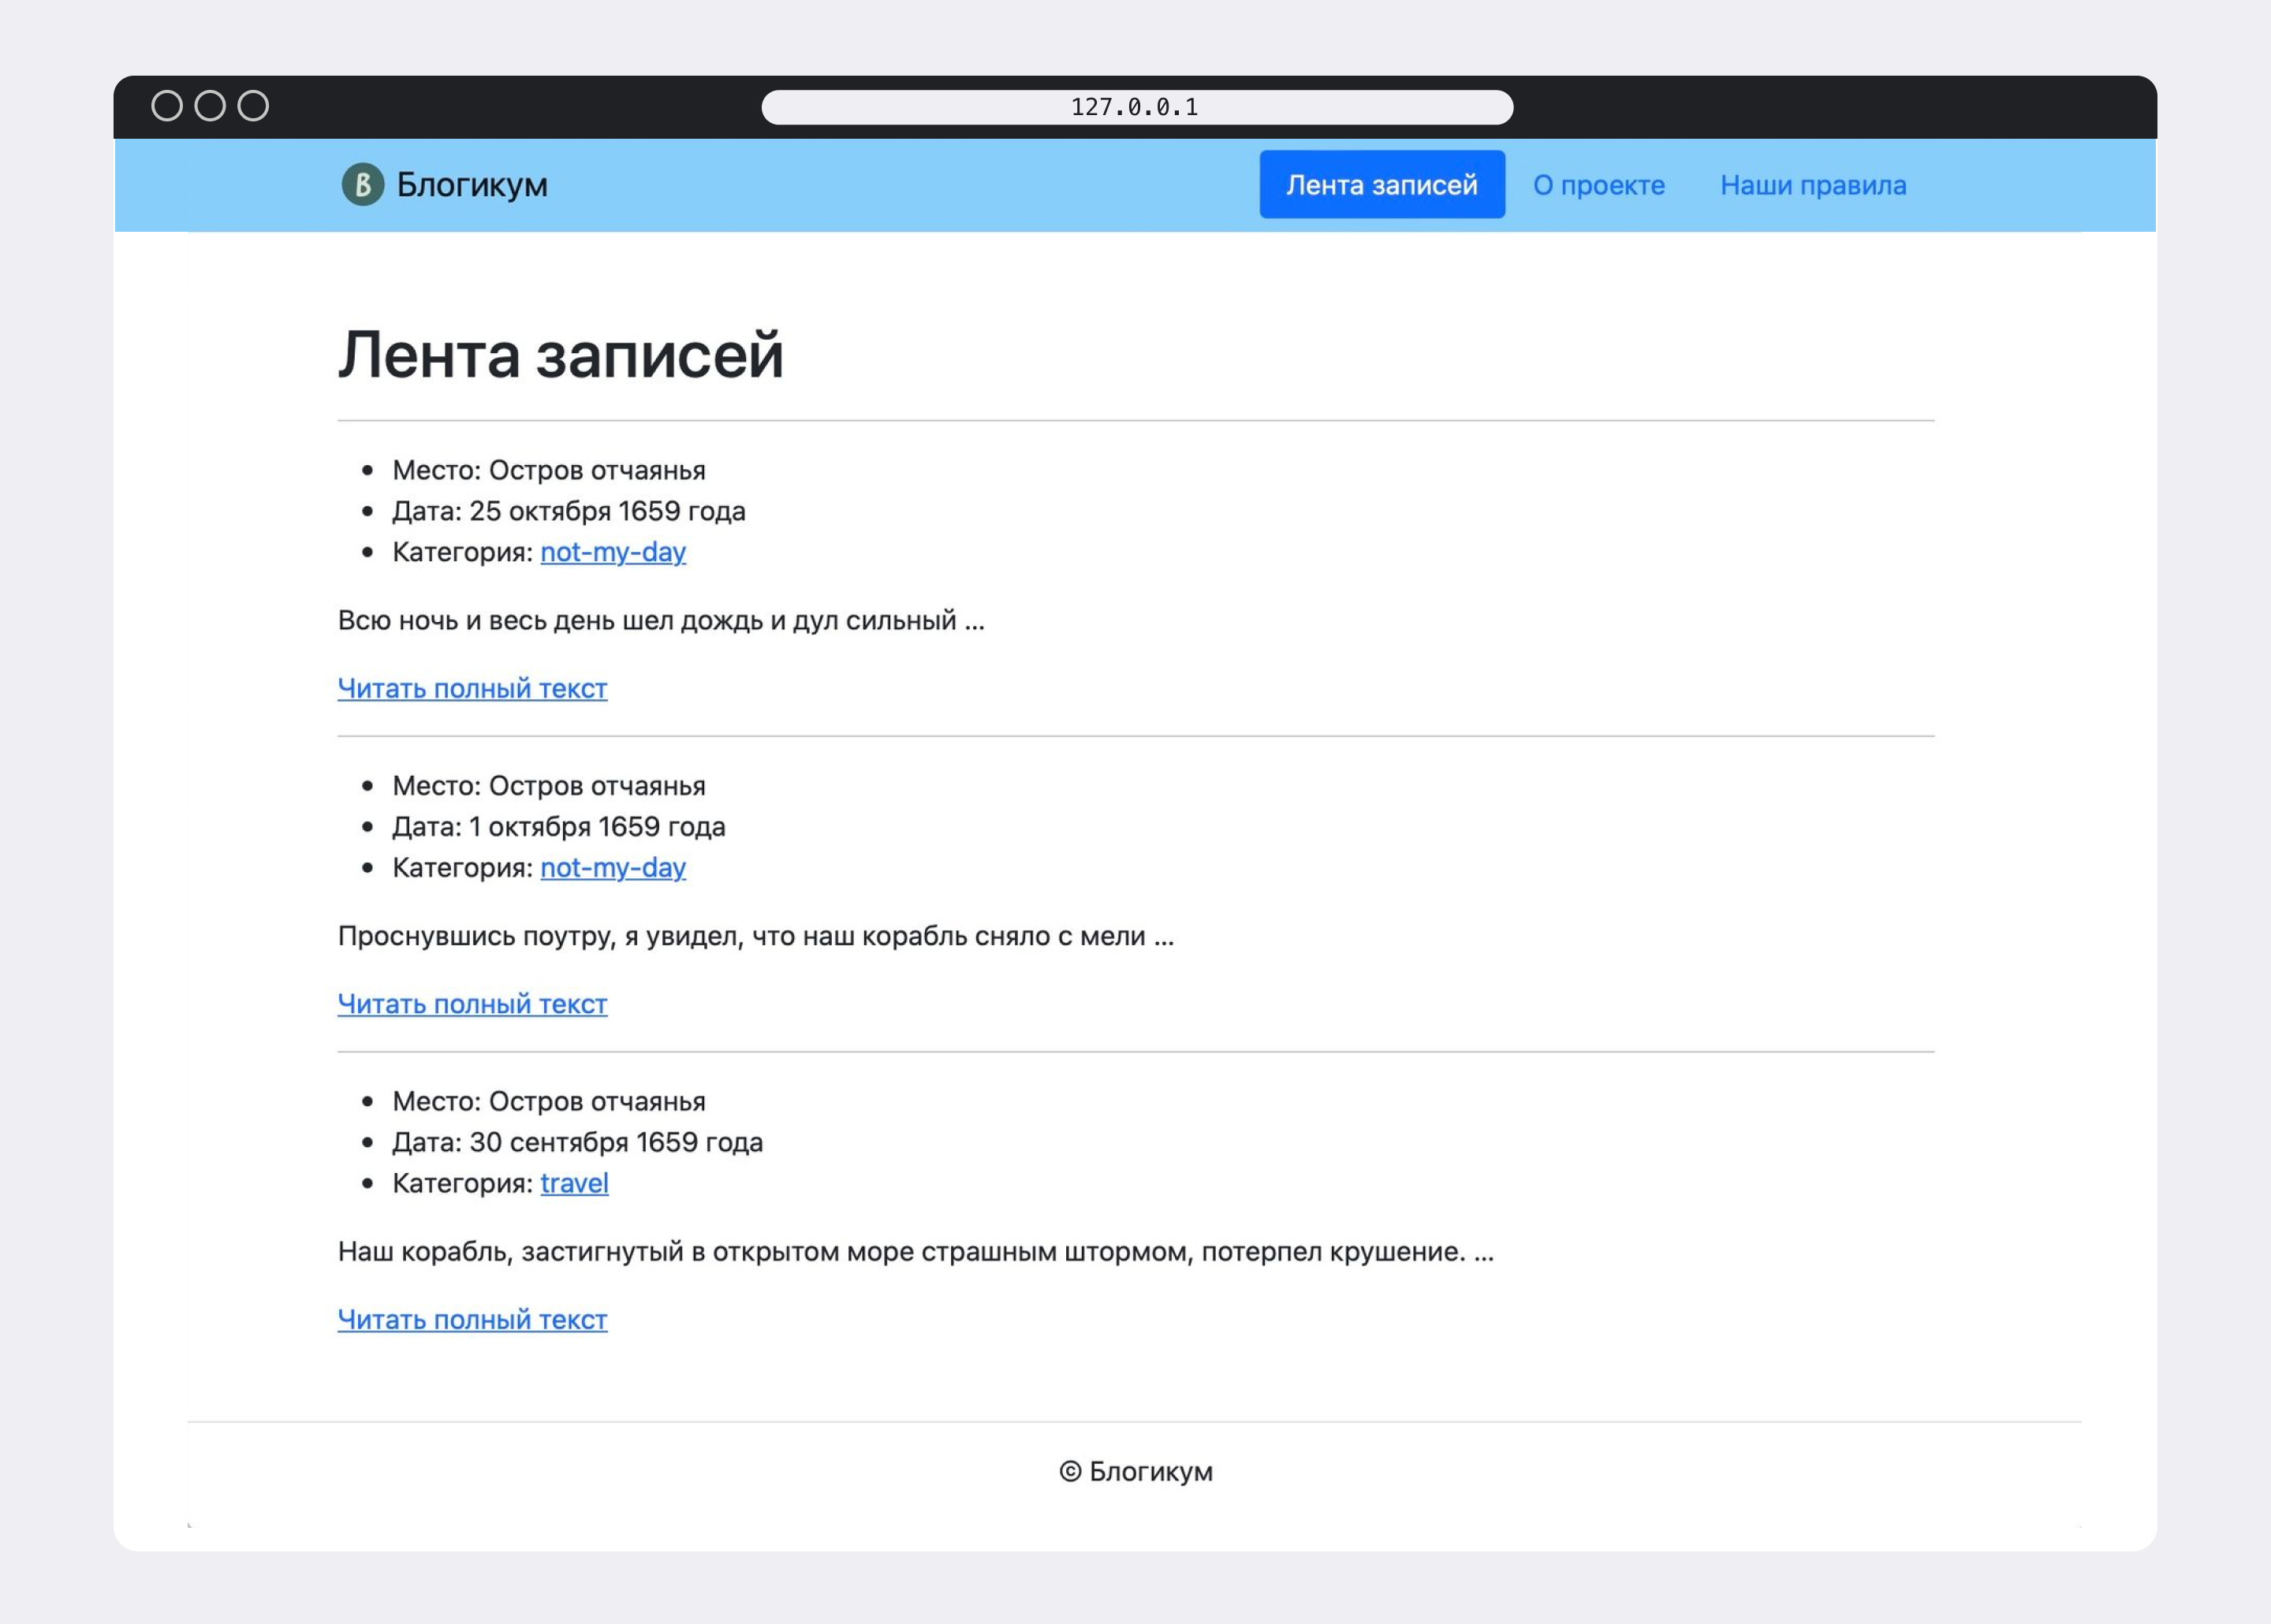 127.0.0.1
B Блогикум Лента записей О проекте Наши правила
Лента записей
Место: Остров отчаянья
Дата: 25 октября 1659 года
Категория: not-my-day
Всю ночь и весь день шел дождь и дул сильный ...
Читать полный текст
Место: Остров отчаянья
Дата: 1 октября 1659 года
Категория: not-my-day
Проснувшись поутру, я увидел, что наш корабль сняло с мели ...
Читать полный текст
Место: Остров отчаянья
Дата: 30 сентября 1659 года
Категория: travel
Наш корабль, застигнутый в открытом море страшным штормом, потерпел крушение. ...
Читать полный текст
© Блогикум